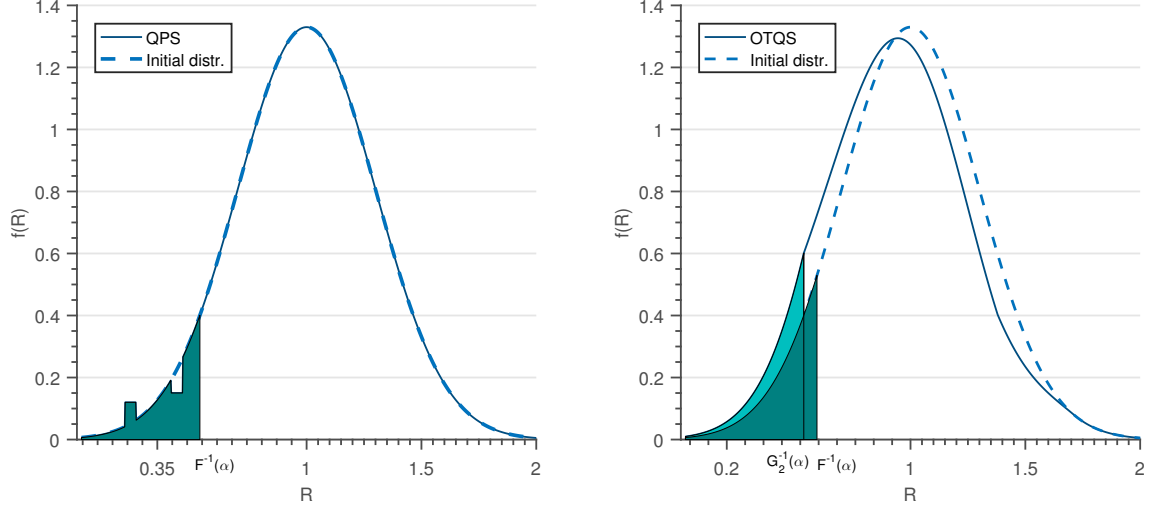 1.4
1.2
1
0.8
0.6
0.4
0.2
0
f(R)
QPS
Initial distr.
0.35
F⁻¹(α)
1
1.5
2
R
1.4
1.2
1
0.8
0.6
0.4
0.2
0
f(R)
OTQS
Initial distr.
0.2
G₂⁻¹(α)
F⁻¹(α)
1
1.5
2
R